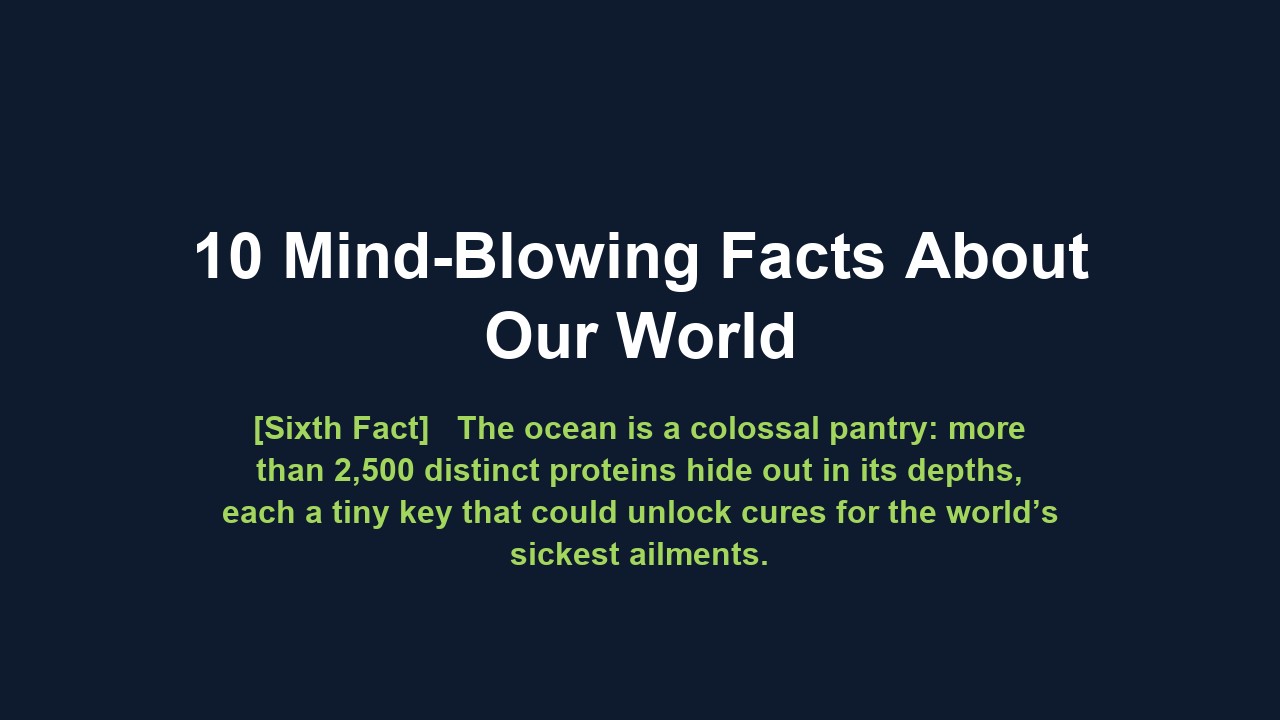 10 Mind-Blowing Facts About
Our World
[Sixth Fact]   The ocean is a colossal pantry: more
than 2,500 distinct proteins hide out in its depths,
each a tiny key that could unlock cures for the world’s
sickest ailments.